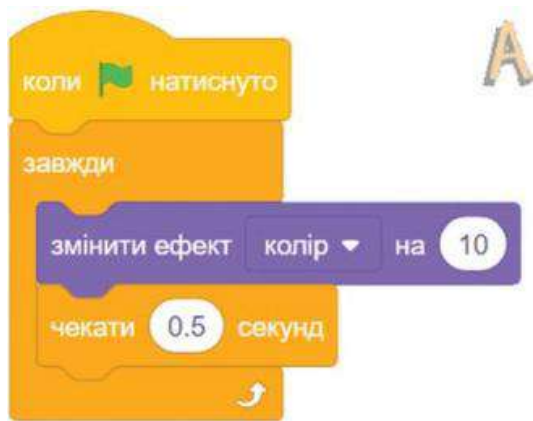 коли натиснуто
завжди
змінити ефект колір на 10
чекати 0.5 секунд
A